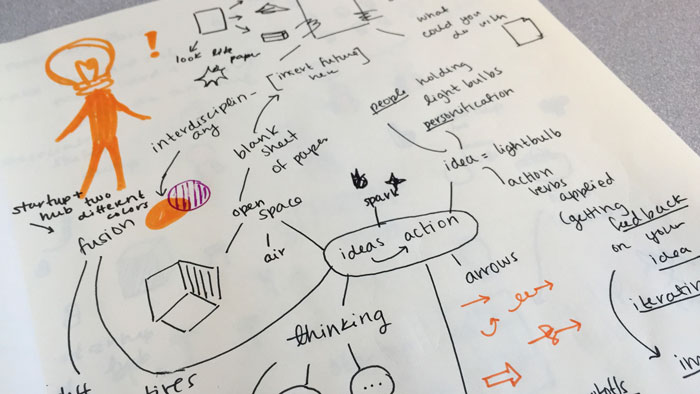 what
could you
do with
look like
paper
!
[insert future]
here
people holding
light bulbs
personification
interdisciplin-
ary
blank
sheet
of paper
idea = lightbulb
action
verbs
applied
(getting
feedback
on your
idea
startup +
hub
two
different
colors
fusion
open
space
air
spark
ideas action
arrows
thinking
...